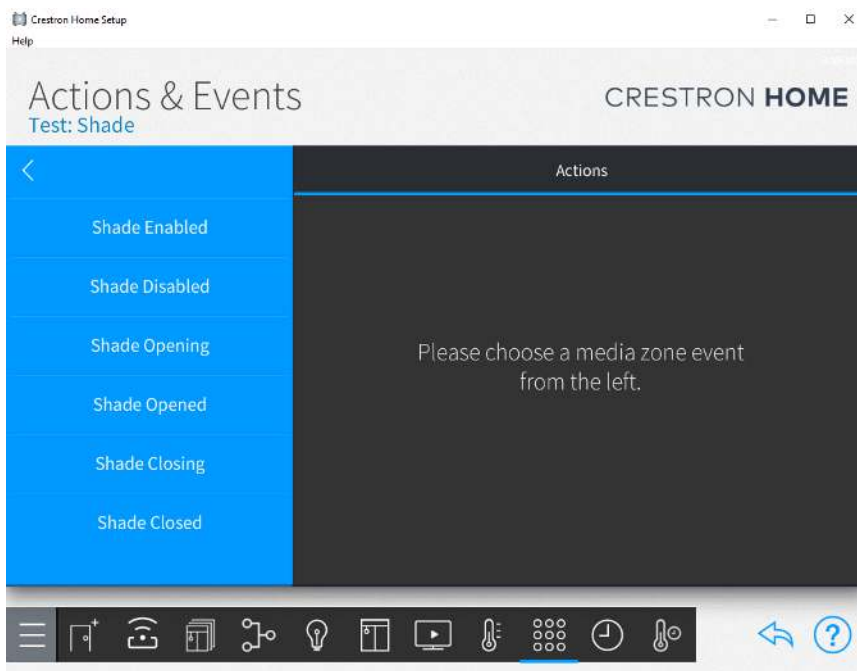 Crestron Home Setup
Help
Actions & Events
Test: Shade
CRESTRON HOME
Actions
Shade Enabled
Shade Disabled
Shade Opening
Shade Opened
Shade Closing
Shade Closed
Please choose a media zone event
from the left.
?